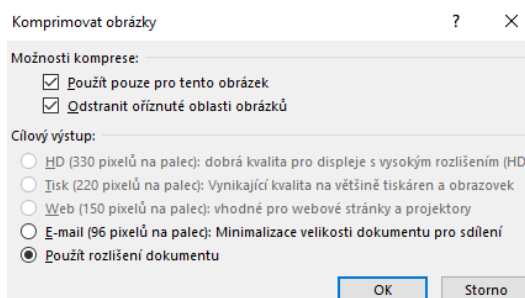 Komprimovat obrázky ? ×
Možnosti komprese:
Použít pouze pro tento obrázek
Odstranit oříznuté oblasti obrázků
Cílový výstup:
HD (330 pixelů na palec): dobrá kvalita pro displeje s vysokým rozlišením (HD
Tisk (220 pixelů na palec): Vynikající kvalita na většině tiskáren a obrazovek
Web (150 pixelů na palec): vhodné pro webové stránky a projektory
E-mail (96 pixelů na palec): Minimalizace velikosti dokumentu pro sdílení
Použít rozlišení dokumentu
OK Storno